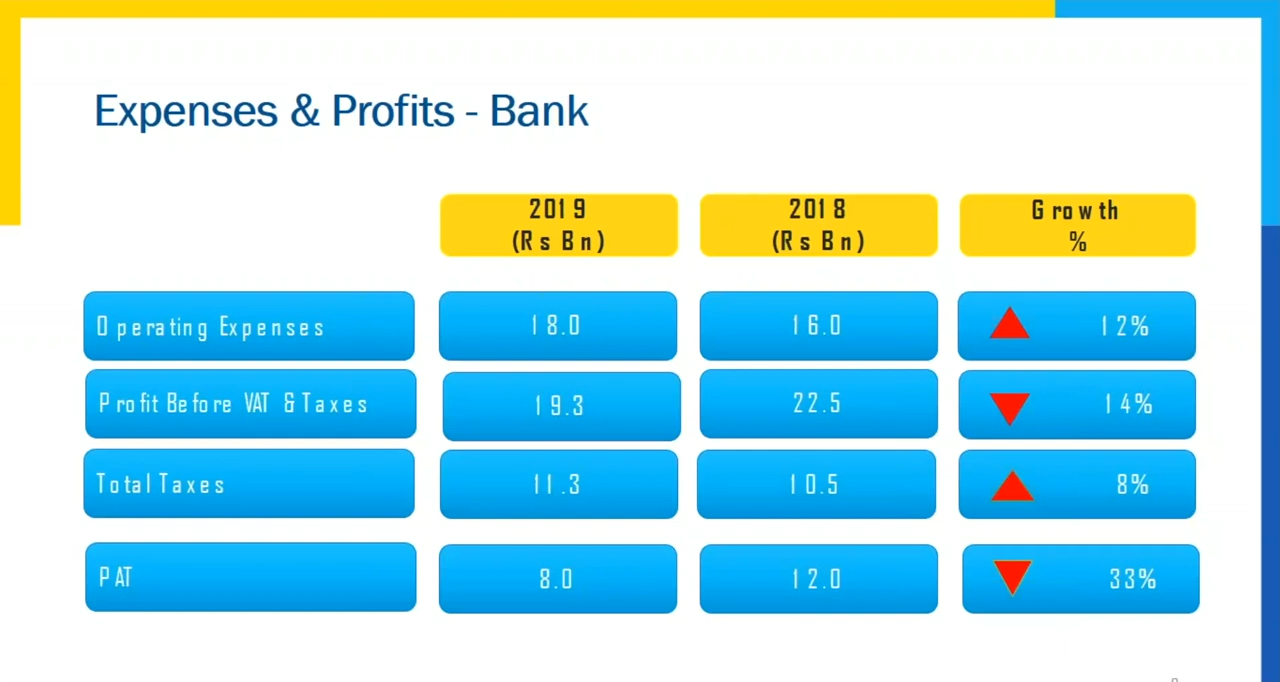 Expenses & Profits - Bank
2019 (Rs Bn) 2018 (Rs Bn) Growth %
Operating Expenses 18.0 16.0 12%
Profit Before VAT & Taxes 19.3 22.5 14%
Total Taxes 11.3 10.5 8%
PAT 8.0 12.0 33%